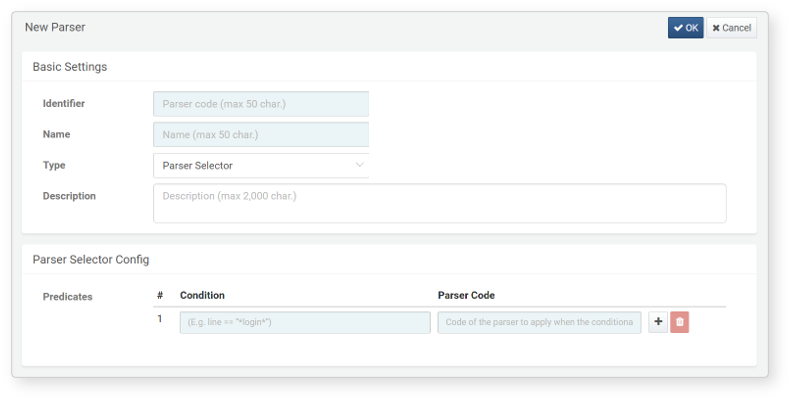 New Parser
OK Cancel
Basic Settings
Identifier Parser code (max 50 char.)
Name Name (max 50 char.)
Type Parser Selector
Description Description (max 2,000 char.)
Parser Selector Config
Predicates # Condition Parser Code
1 (E.g. line == "*login*") Code of the parser to apply when the conditiona